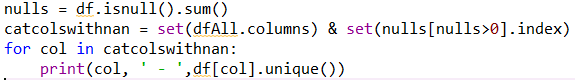 nulls = df.isnull().sum()
catcolswithnan = set(dfAll.columns) & set(nulls[nulls>0].index)
for col in catcolswithnan:
    print(col, ' - ',df[col].unique())